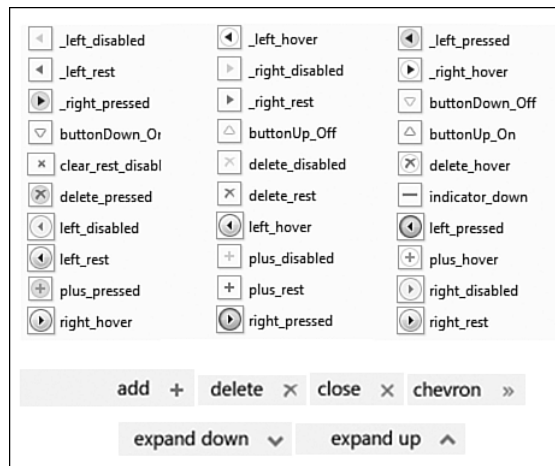 _left_disabled _left_hover _left_pressed
_left_rest _right_disabled _right_hover
_right_pressed _right_rest buttonDown_Off
buttonDown_On buttonUp_Off buttonUp_On
clear_rest_disabl delete_disabled delete_hover
delete_pressed delete_rest indicator_down
left_disabled left_hover left_pressed
left_rest plus_disabled plus_hover
plus_pressed plus_rest right_disabled
right_hover right_pressed right_rest
add delete close chevron »
expand down expand up